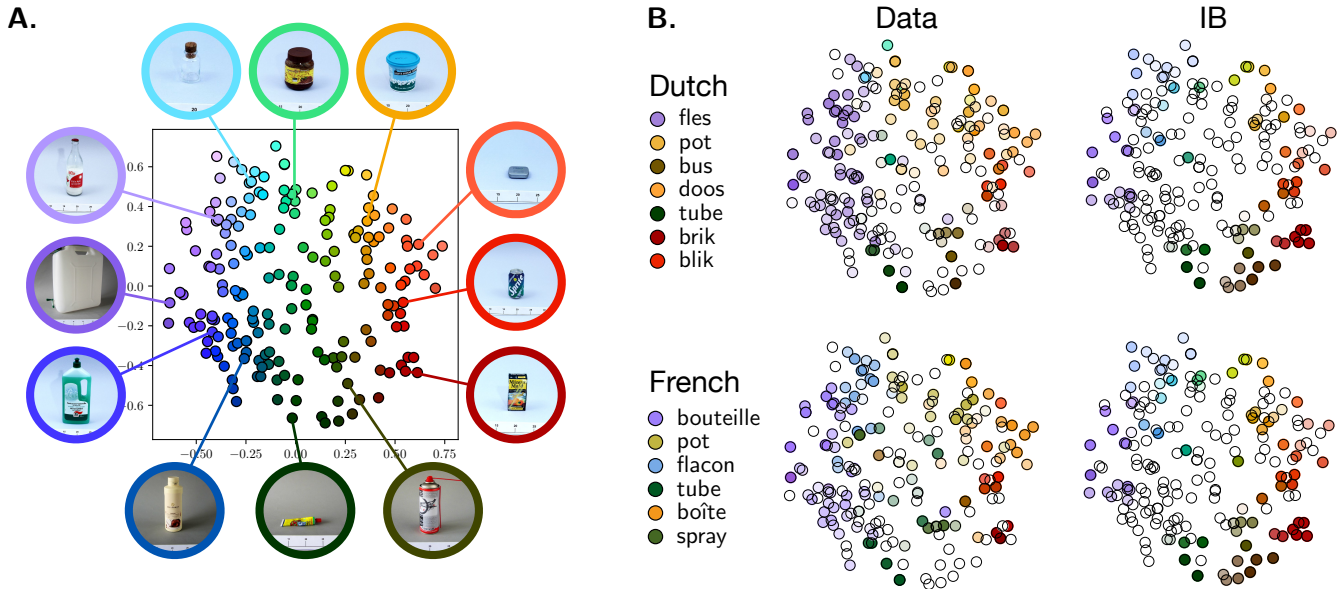 A.
20
0.6
0.4
0.2
0.0
−0.2
−0.4
−0.6
−0.50
−0.25
0.00
0.25
0.50
0.75
B.
Data
IB
Dutch
fles
pot
bus
doos
tube
brik
blik
French
bouteille
pot
flacon
tube
boîte
spray